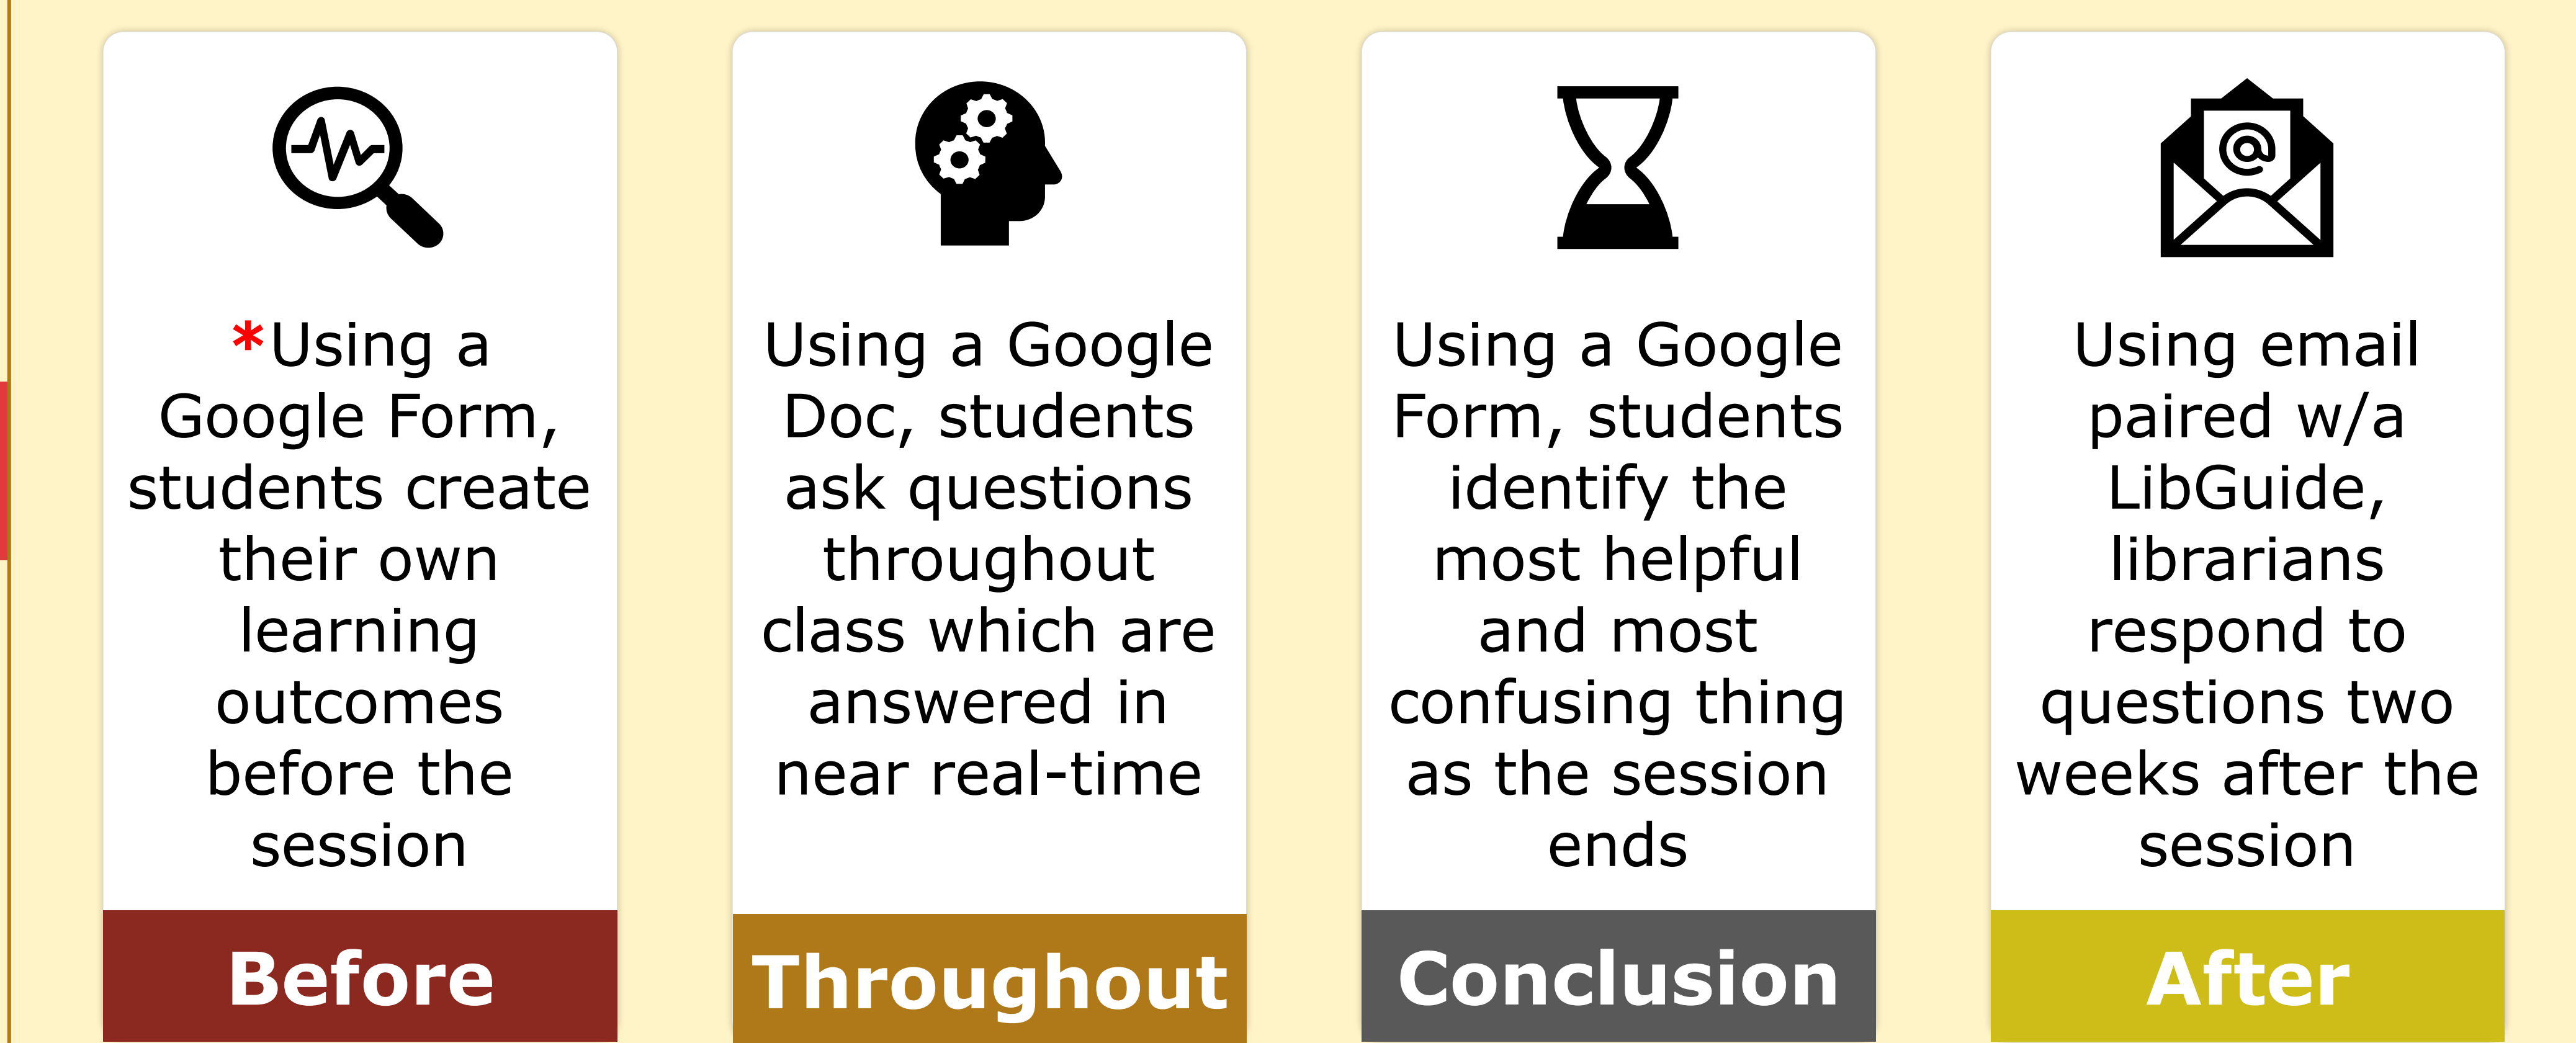 *Using a
Google Form,
students create
their own
learning
outcomes
before the
session
Before
Using a Google
Doc, students
ask questions
throughout
class which are
answered in
near real-time
Throughout
Using a Google
Form, students
identify the
most helpful
and most
confusing thing
as the session
ends
Conclusion
@
Using email
paired w/a
LibGuide,
librarians
respond to
questions two
weeks after the
session
After